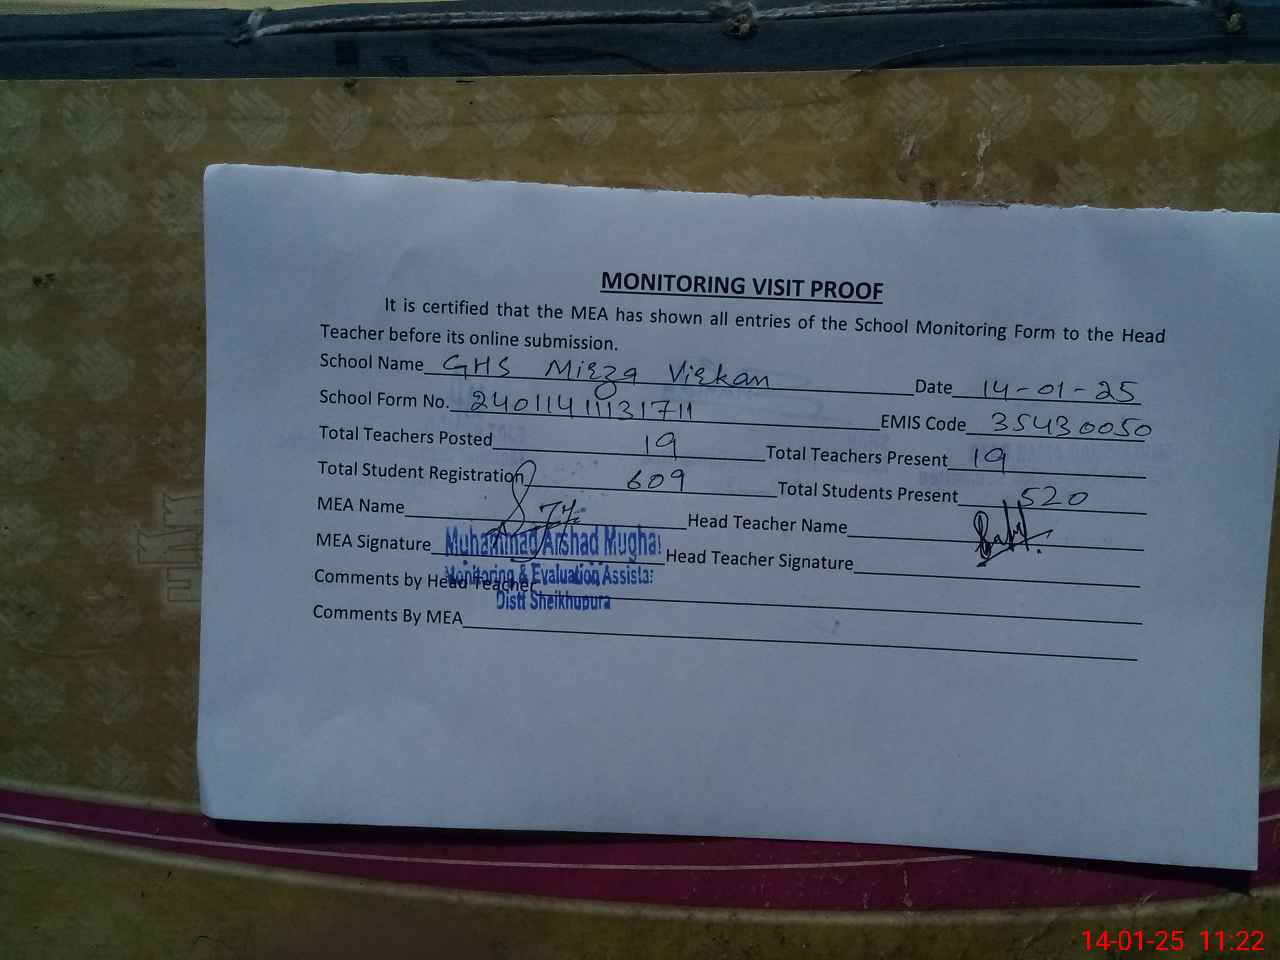 MONITORING VISIT PROOF
It is certified that the MEA has shown all entries of the School Monitoring Form to the Head
Teacher before its online submission.
School Name GHS Mirza Virkan Date 14-01-25
School Form No. 24011411131711 EMIS Code 35430050
Total Teachers Posted 19 Total Teachers Present 19
Total Student Registration 609 Total Students Present 520
MEA Name Head Teacher Name
MEA Signature Muhammad Arshad Mughal Head Teacher Signature
Monitoring & Evaluation Assista
Comments by Head Teacher
Distt Sheikhupura
Comments By MEA
14-01-25 11:22